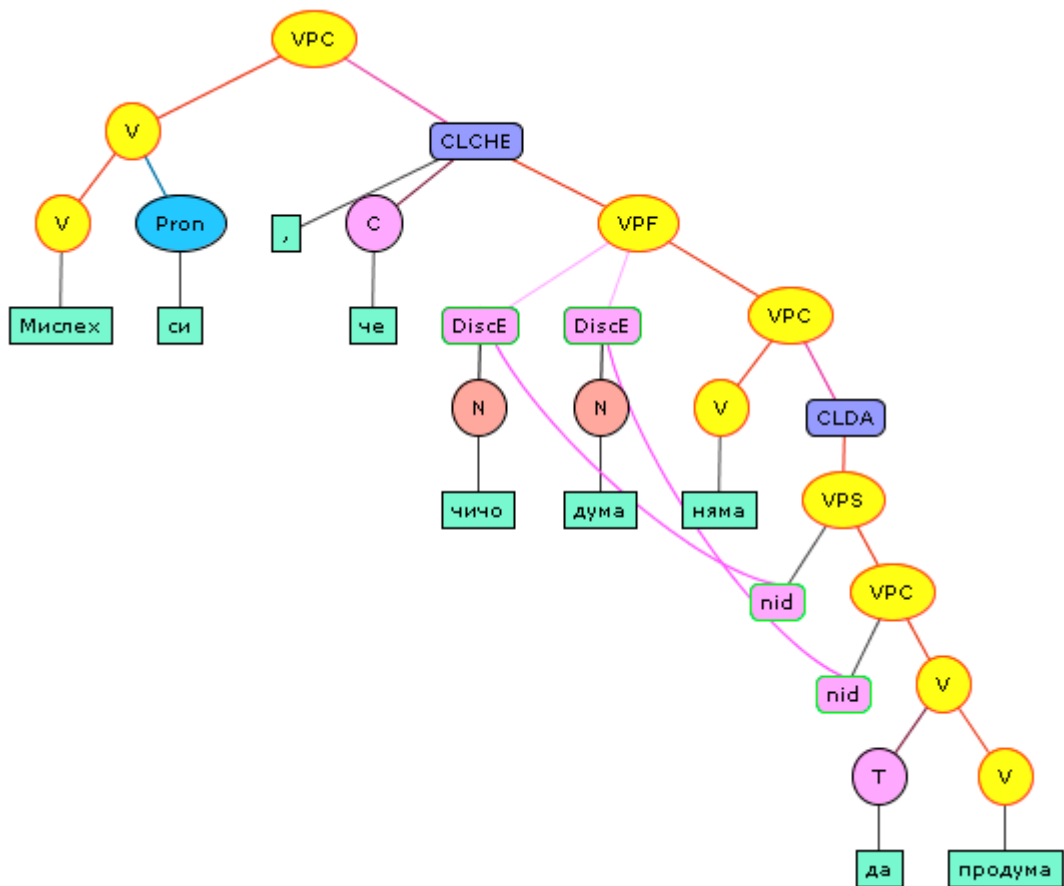 VPC
V
CLCHE
V
Pron
,
C
VPF
Мислех
си
че
DiscE
DiscE
VPC
N
N
V
CLDA
чичо
дума
няма
VPS
nid
VPC
nid
V
T
V
да
продума